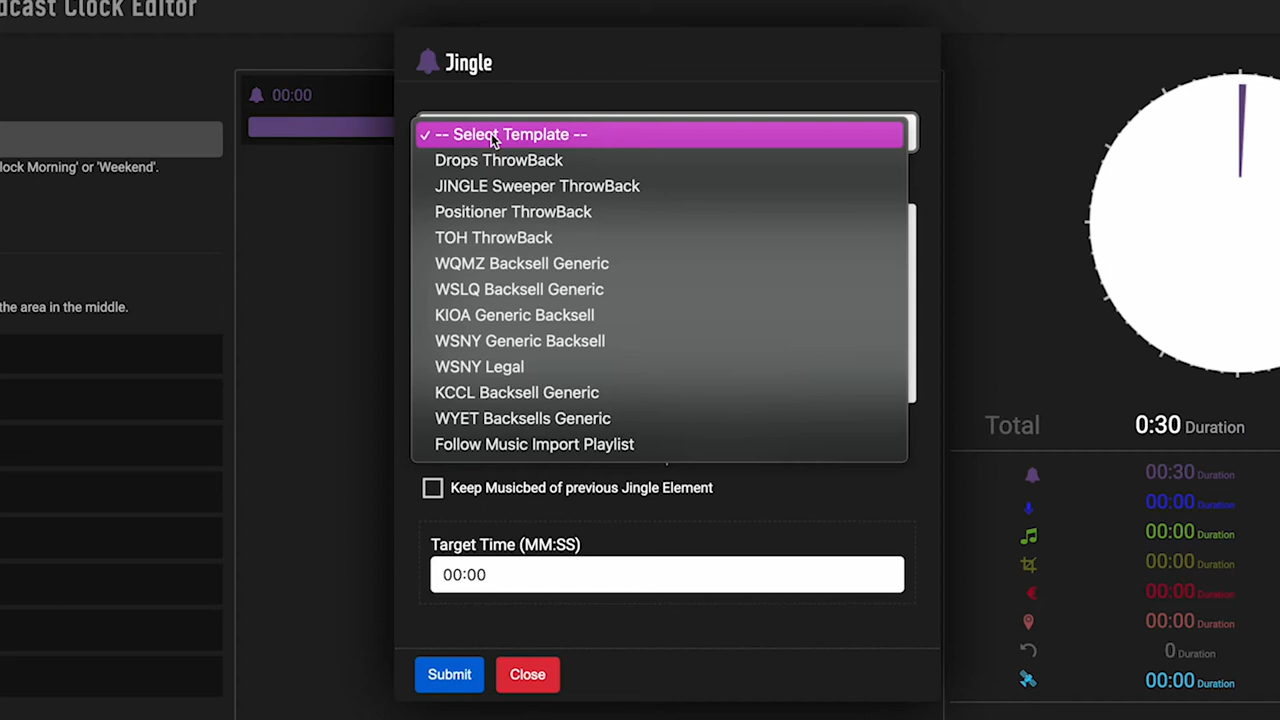 dcast Clock Editor
Jingle
00:00
-- Select Template --
Drops ThrowBack
JINGLE Sweeper ThrowBack
Positioner ThrowBack
TOH ThrowBack
WQMZ Backsell Generic
WSLQ Backsell Generic
KIOA Generic Backsell
WSNY Generic Backsell
WSNY Legal
KCCL Backsell Generic
WYET Backsells Generic
Follow Music Import Playlist
lock Morning' or 'Weekend'.
the area in the middle.
Keep Musicbed of previous Jingle Element
Target Time (MM:SS)
00:00
Submit
Close
Total 0:30 Duration
00:30 Duration
00:00 Duration
00:00 Duration
00:00 Duration
00:00 Duration
00:00 Duration
0 Duration
00:00 Duration